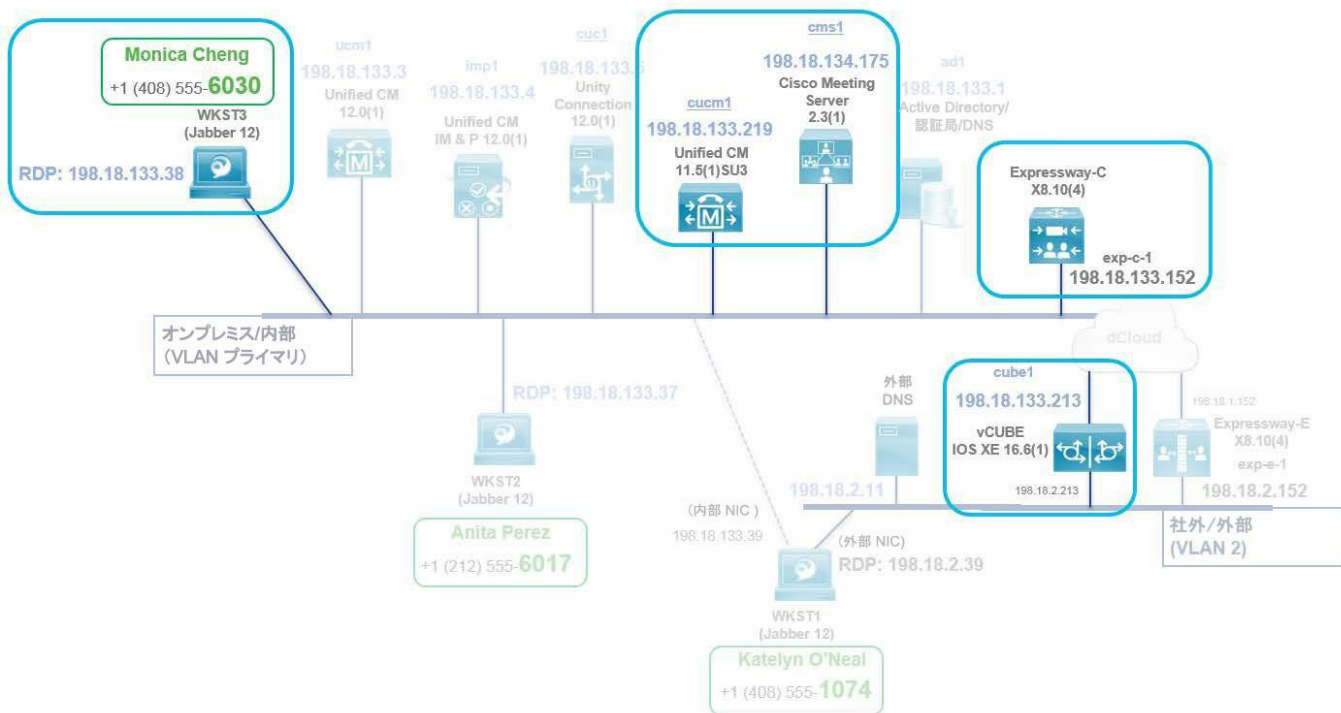 Monica Cheng
+1 (408) 555-6030
WKST3
(Jabber 12)
RDP: 198.18.133.38
ucm1
198.18.133.3
Unified CM
12.0(1)
imp1
198.18.133.4
Unified CM
IM & P 12.0(1)
cuc1
Unity
Connection
12.0(1)
cucm1
198.18.133.219
Unified CM
11.5(1)SU3
cms1
198.18.134.175
Cisco Meeting
Server
2.3(1)
ad1
198.18.133.1
Active Directory/
認証局/DNS
Expressway-C
X8.10(4)
exp-c-1
198.18.133.152
オンプレミス/内部
(VLAN プライマリ)
dCloud
RDP: 198.18.133.37
WKST2
(Jabber 12)
Anita Perez
+1 (212) 555-6017
外部
DNS
198.18.2.11
cube1
198.18.133.213
vCUBE
IOS XE 16.6(1)
198.18.2.213
198.18.1.152
Expressway-E
X8.10(4)
exp-e-1
198.18.2.152
(内部 NIC )
198.18.133.39
(外部 NIC)
RDP: 198.18.2.39
WKST1
(Jabber 12)
Katelyn O'Neal
+1 (408) 555-1074
社外/外部
(VLAN 2)